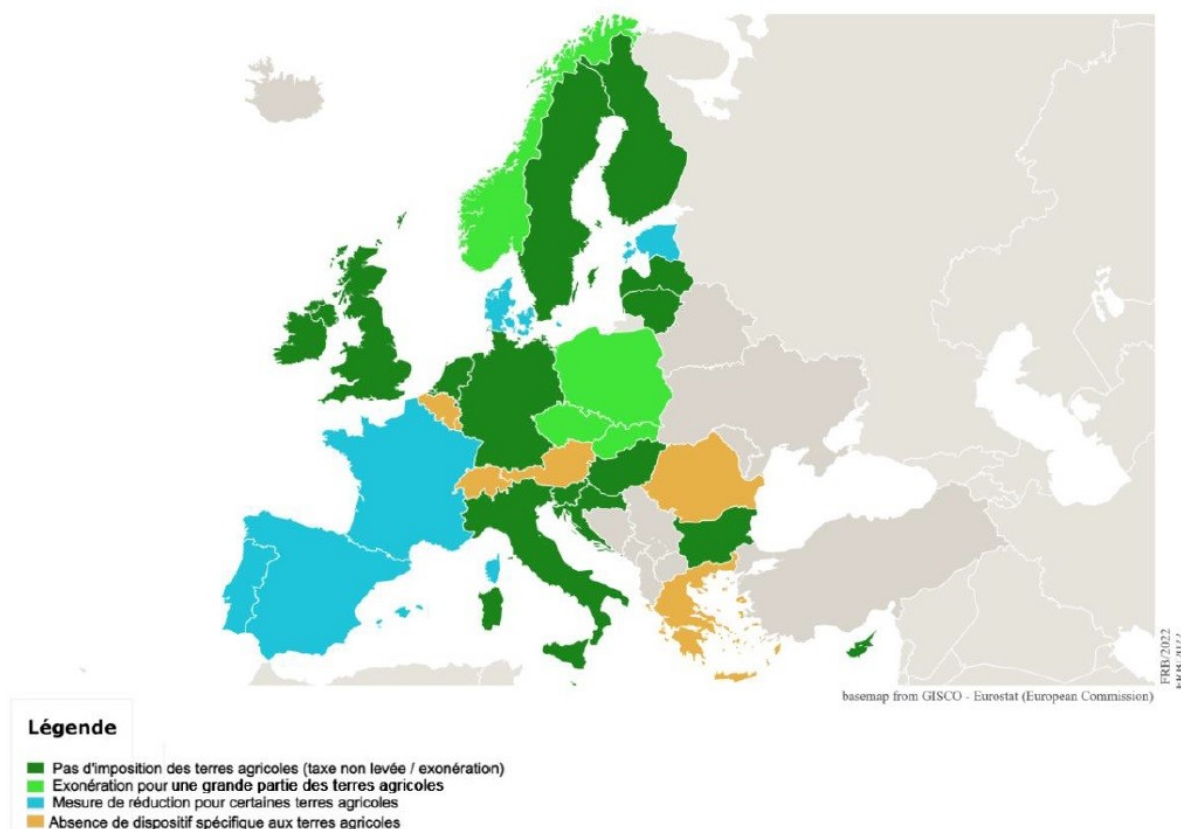 FRB/2022
FRB/2022
basemap from GISCO - Eurostat (European Commission)
Légende
Pas d'imposition des terres agricoles (taxe non levée / exonération)
Exonération pour une grande partie des terres agricoles
Mesure de réduction pour certaines terres agricoles
Absence de dispositif spécifique aux terres agricoles